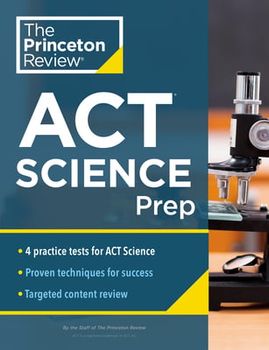 The
Princeton
Review®
ACT®
SCIENCE
Prep
• 4 practice tests for ACT Science
• Proven techniques for success
• Targeted content review
By the Staff of The Princeton Review